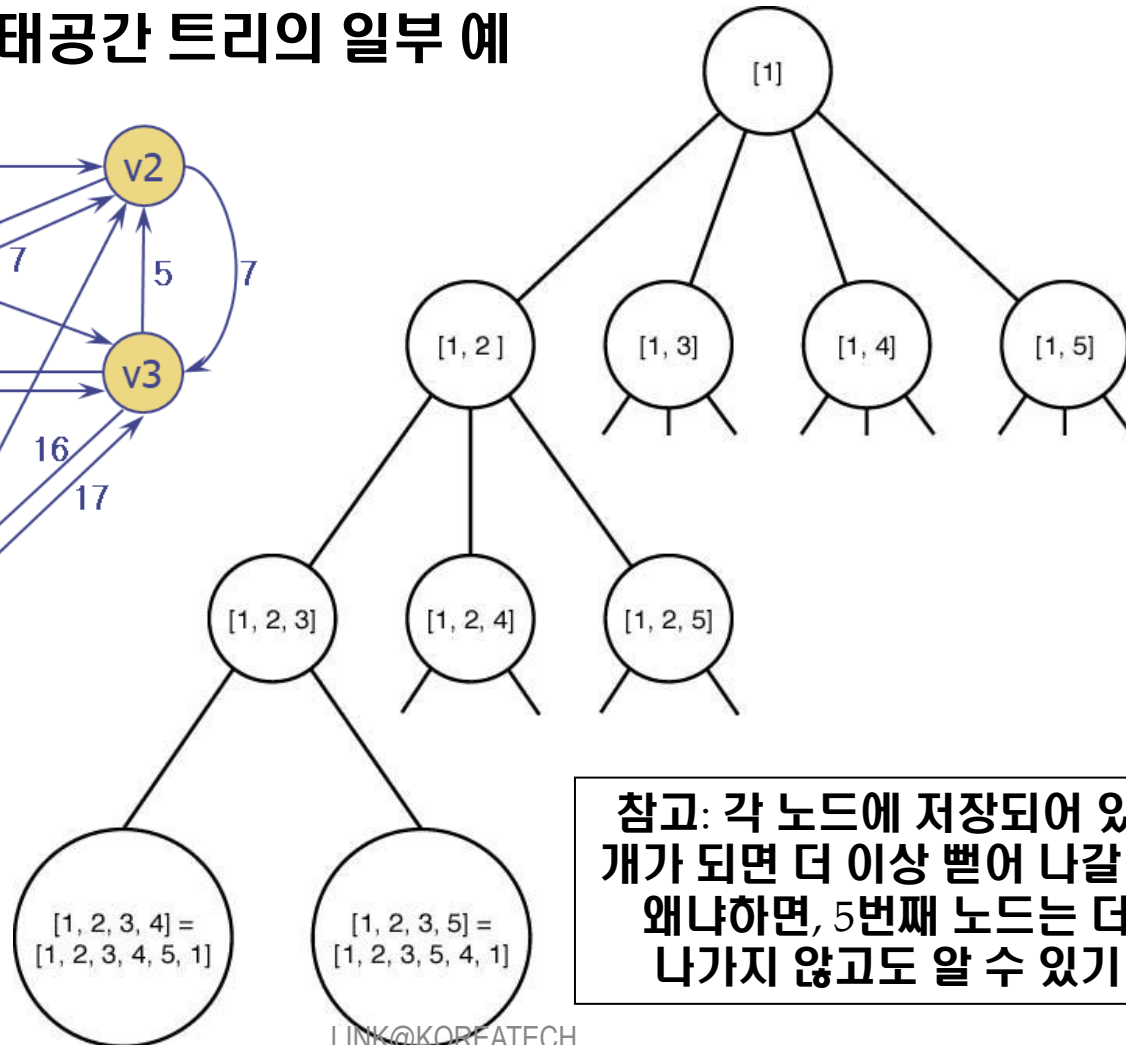 태공간 트리의 일부 예
[1]
v2
7
5
7
v3
16
17
[1, 2 ]
[1, 3]
[1, 4]
[1, 5]
[1, 2, 3]
[1, 2, 4]
[1, 2, 5]
[1, 2, 3, 4] =
[1, 2, 3, 4, 5, 1]
[1, 2, 3, 5] =
[1, 2, 3, 5, 4, 1]
참고: 각 노드에 저장되어 있
개가 되면 더 이상 뻗어 나갈
왜냐하면, 5번째 노드는 더
나가지 않고도 알 수 있기
LINK@KOREATECH